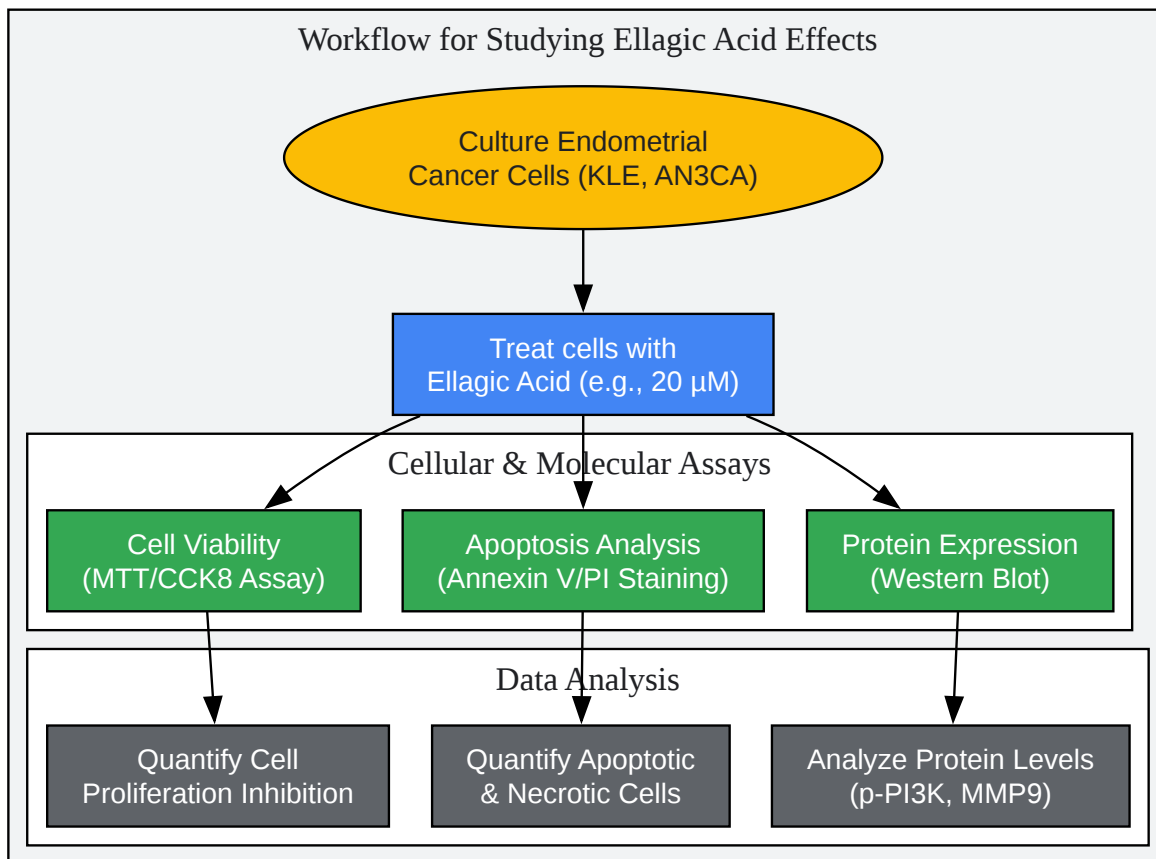 Workflow for Studying Ellagic Acid Effects
Culture Endometrial
Cancer Cells (KLE, AN3CA)
Treat cells with
Ellagic Acid (e.g., 20 µM)
Cellular & Molecular Assays
Cell Viability
(MTT/CCK8 Assay)
Apoptosis Analysis
(Annexin V/PI Staining)
Protein Expression
(Western Blot)
Data Analysis
Quantify Cell
Proliferation Inhibition
Quantify Apoptotic
& Necrotic Cells
Analyze Protein Levels
(p-PI3K, MMP9)